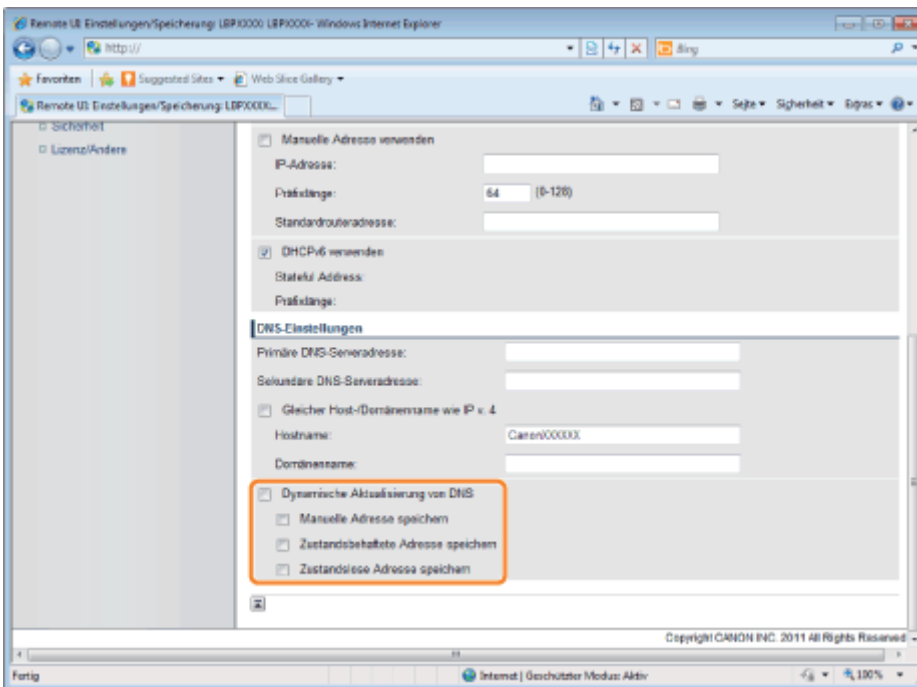 Remote UI: Einstellungen/Speicherung: LBPXXXX: LBPXXXX - Windows Internet Explorer
http://
Bing
Favoriten Suggested Sites Web Slice Gallery
Remote UI: Einstellungen/Speicherung: LBPXXXX:...
Seite Sicherheit Extras
Sicherheit
Lizenz/Andere
Manuelle Adresse verwenden
IP-Adresse:
Präfixlänge: 64 (0-128)
Standardrouteradresse:
DHCPv6 verwenden
Stateful Address:
Präfixlänge:
DNS-Einstellungen
Primäre DNS-Serveradresse:
Sekundäre DNS-Serveradresse:
Gleicher Host-/Domänenname wie IP v. 4
Hostname: CanonXXXXXX
Domänenname:
Dynamische Aktualisierung von DNS
Manuelle Adresse speichern
Zustandsbehaftete Adresse speichern
Zustandslose Adresse speichern
Copyright CANON INC. 2011 All Rights Reserved
Fertig Internet | Geschützter Modus: Aktiv 100%